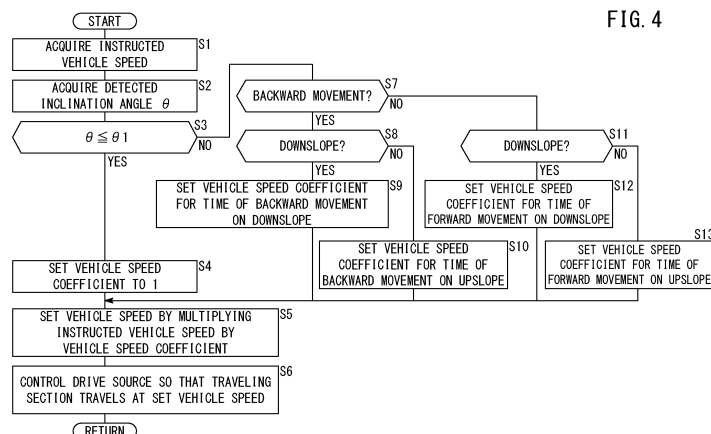 FIG. 4
START
S1
ACQUIRE INSTRUCTED
VEHICLE SPEED
S2
ACQUIRE DETECTED
INCLINATION ANGLE θ
S3
θ ≦ θ1
NO
YES
S7
BACKWARD MOVEMENT?
NO
YES
S8
DOWNSLOPE?
NO
YES
S9
SET VEHICLE SPEED COEFFICIENT
FOR TIME OF BACKWARD MOVEMENT
ON DOWNSLOPE
S10
SET VEHICLE SPEED
COEFFICIENT FOR TIME OF
BACKWARD MOVEMENT ON UPSLOPE
S11
DOWNSLOPE?
NO
YES
S12
SET VEHICLE SPEED
COEFFICIENT FOR TIME OF
FORWARD MOVEMENT ON DOWNSLOPE
S13
SET VEHICLE SPEED
COEFFICIENT FOR TIME OF
FORWARD MOVEMENT ON UPSLOPE
S4
SET VEHICLE SPEED
COEFFICIENT TO 1
S5
SET VEHICLE SPEED BY MULTIPLYING
INSTRUCTED VEHICLE SPEED BY
VEHICLE SPEED COEFFICIENT
S6
CONTROL DRIVE SOURCE SO THAT TRAVELING
SECTION TRAVELS AT SET VEHICLE SPEED
RETURN